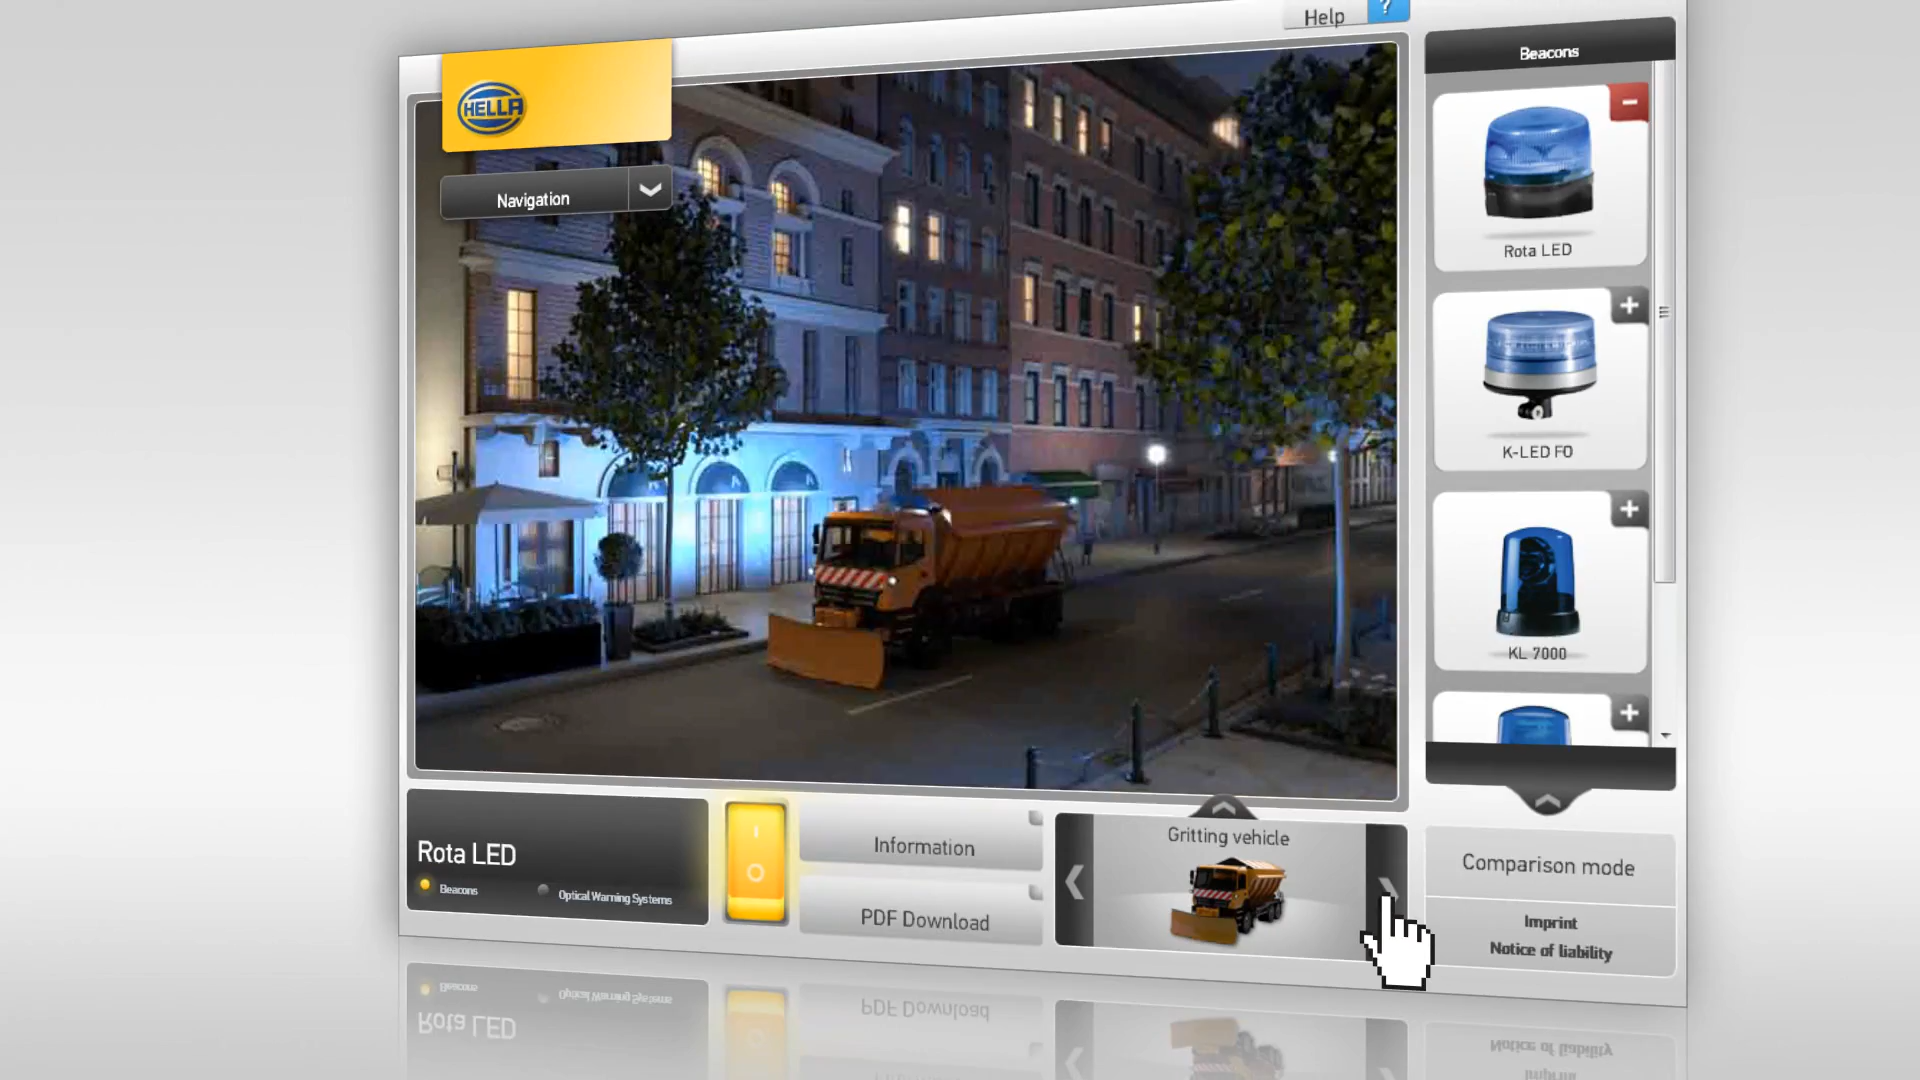 Help
?
Beacons
HELLA
Navigation
Rota LED
K-LED FO
KL 7000
Rota LED
Beacons
Optical Warning Systems
I
O
Information
PDF Download
Gritting vehicle
Comparison mode
Imprint
Notice of liability